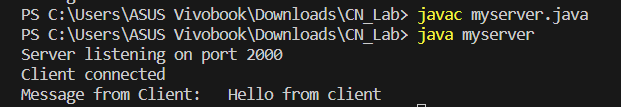 PS C:\Users\ASUS Vivobook\Downloads\CN_Lab> javac myserver.java
PS C:\Users\ASUS Vivobook\Downloads\CN_Lab> java myserver
Server listening on port 2000
Client connected
Message from Client:   Hello from client